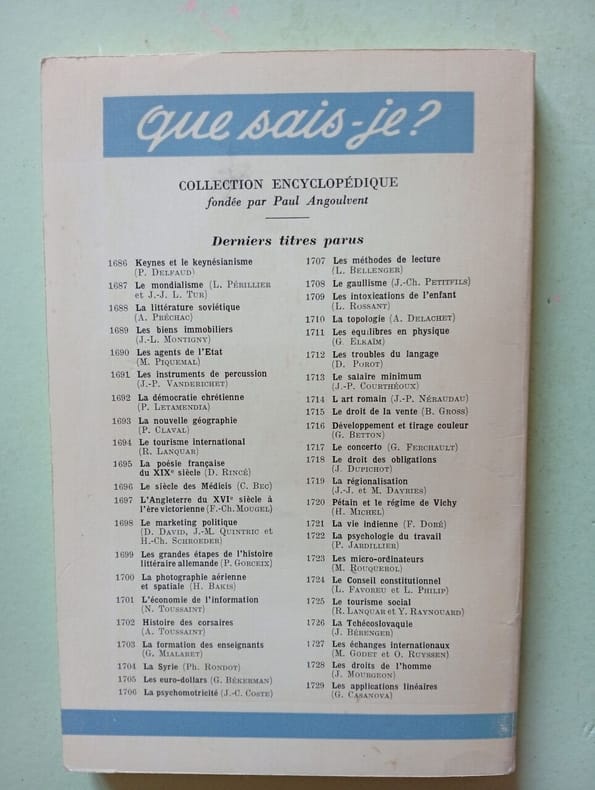 que sais-je?
COLLECTION ENCYCLOPÉDIQUE
fondée par Paul Angoulvent
Derniers titres parus
1686 Keynes et le keynésianisme
(P. DELFAUD)
1687 Le mondialisme (L. PÉRILLIER
et J.-J. L. TUR)
1688 La littérature soviétique
(A. PRÉCHAC)
1689 Les biens immobiliers
(J.-L. MONTIGNY)
1690 Les agents de l'Etat
(M. PIQUEMAL)
1691 Les instruments de percussion
(J.-P. VANDERICHET)
1692 La démocratie chrétienne
(P. LETAMENDIA)
1693 La nouvelle géographie
(P. CLAVAL)
1694 Le tourisme international
(R. LANQUAR)
1695 La poésie française
du XIXe siècle (D. RINCÉ)
1696 Le siècle des Médicis (C. BEC)
1697 L'Angleterre du XVIe siècle à
l'ère victorienne (F.-Ch. MOUGEL)
1698 Le marketing politique
(D. DAVID, J.-M. QUINTRIC et
H.-Ch. SCHROEDER)
1699 Les grandes étapes de l'histoire
littéraire allemande (P. GORCEIX)
1700 La photographie aérienne
et spatiale (H. BAKIS)
1701 L'économie de l'information
(N. TOUSSAINT)
1702 Histoire des corsaires
(A. TOUSSAINT)
1703 La formation des enseignants
(G. MIALARET)
1704 La Syrie (Ph. RONDOT)
1705 Les euro-dollars (G. BÉKERMAN)
1706 La psychomotricité (J.-C. COSTE)
1707 Les méthodes de lecture
(L. BELLENGER)
1708 Le gaullisme (J.-Ch. PETITFILS)
1709 Les intoxications de l'enfant
(L. ROSSANT)
1710 La topologie (A. DELACHET)
1711 Les équilibres en physique
(G. ELKAÏM)
1712 Les troubles du langage
(D. POROT)
1713 Le salaire minimum
(J.-P. COURTHÉOUX)
1714 L art romain (J.-P. NÉRAUDAU)
1715 Le droit de la vente (B. GROSS)
1716 Développement et tirage couleur
(G. BETTON)
1717 Le concerto (G. FERCHAULT)
1718 Le droit des obligations
(J. DUPICHOT)
1719 La régionalisation
(J.-J. et M. DAYRIES)
1720 Pétain et le régime de Vichy
(H. MICHEL)
1721 La vie indienne (F. DORÉ)
1722 La psychologie du travail
(P. JARDILLIER)
1723 Les micro-ordinateurs
(M. ROUQUEROL)
1724 Le Conseil constitutionnel
(L. FAVOREU et L. PHILIP)
1725 Le tourisme social
(R. LANQUAR et Y. RAYNOUARD)
1726 La Tchécoslovaquie
(J. BÉRENGER)
1727 Les échanges internationaux
(M. GODET et O. RUYSSEN)
1728 Les droits de l'homme
(J. MOURGEON)
1729 Les applications linéaires
(G. CASANOVA)